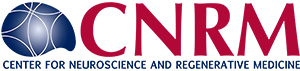 CNRM
CENTER FOR NEUROSCIENCE AND REGENERATIVE MEDICINE